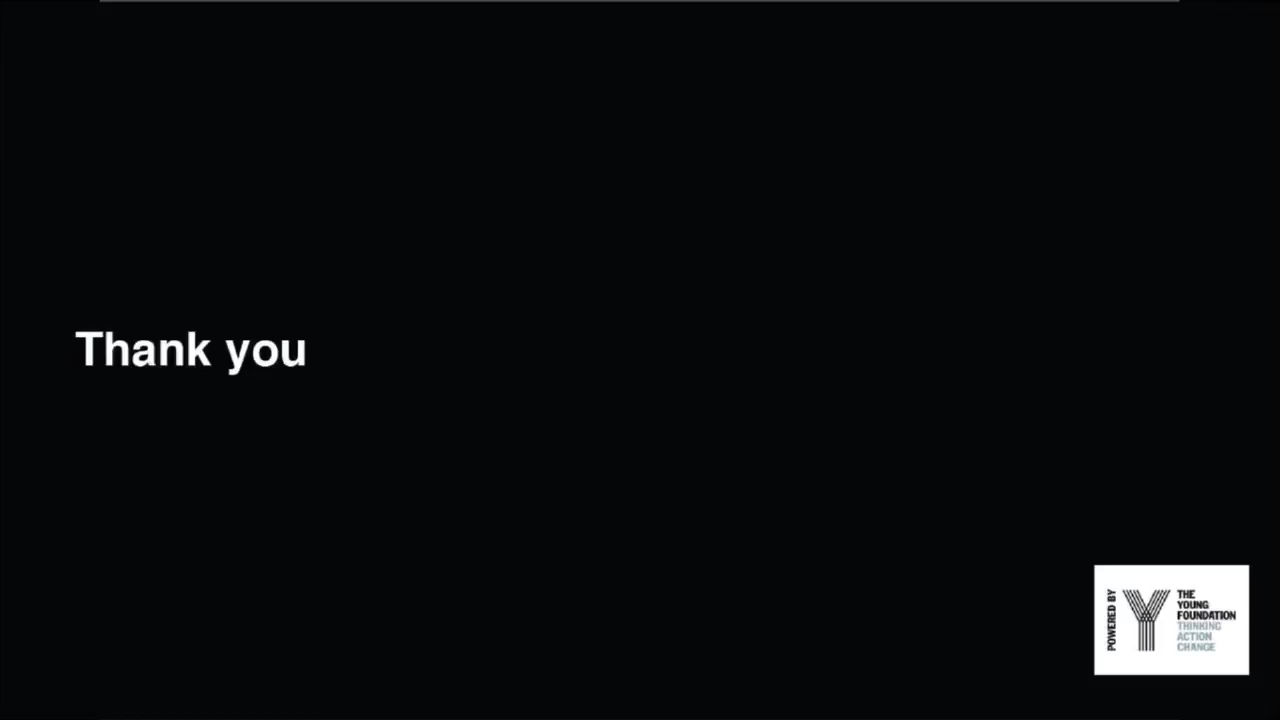 Thank you
POWERED BY
THE
YOUNG
FOUNDATION
THINKING
ACTION
CHANGE